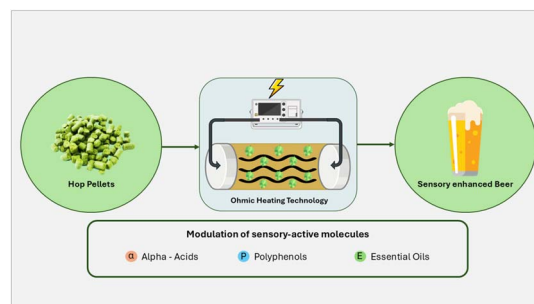 Hop Pellets
Ohmic Heating Technology
Sensory enhanced Beer
Modulation of sensory-active molecules
α Alpha - Acids
P Polyphenols
E Essential Oils